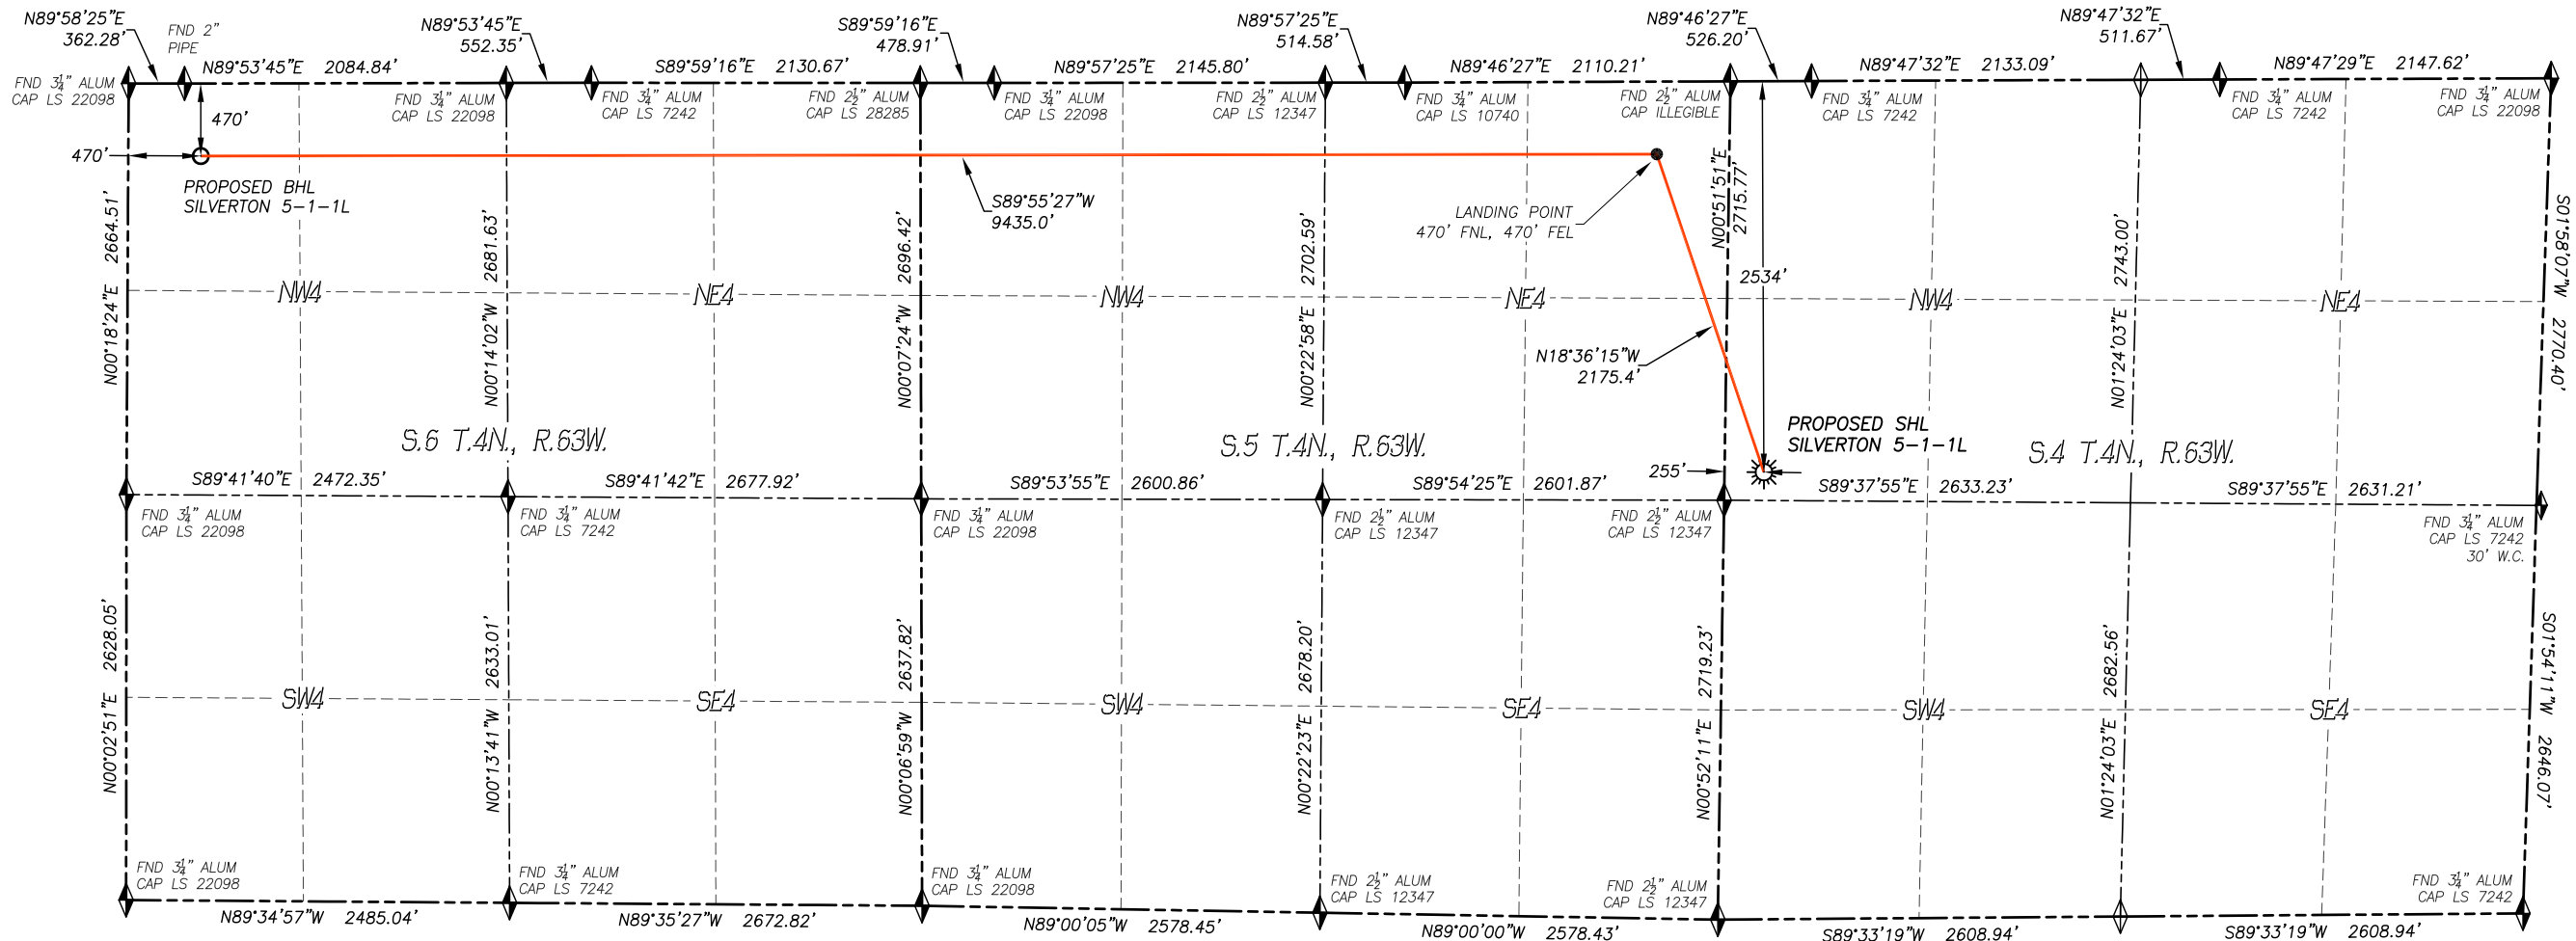 N89°58'25"E
362.28'
FND 2"
PIPE
N89°53'45"E
552.35'
S89°59'16"E
478.91'
N89°57'25"E
514.58'
N89°46'27"E
526.20'
N89°47'32"E
511.67'
N89°53'45"E 2084.84'
S89°59'16"E 2130.67'
N89°57'25"E 2145.80'
N89°46'27"E 2110.21'
N89°47'32"E 2133.09'
N89°47'29"E 2147.62'
FND 3¼" ALUM
CAP LS 22098
FND 3¼" ALUM
CAP LS 22098
FND 3¼" ALUM
CAP LS 7242
FND 2½" ALUM
CAP LS 28285
FND 3¼" ALUM
CAP LS 22098
FND 2½" ALUM
CAP LS 12347
FND 3¼" ALUM
CAP LS 10740
FND 2½" ALUM
CAP ILLEGIBLE
FND 3¼" ALUM
CAP LS 7242
FND 3¼" ALUM
CAP LS 7242
FND 3¼" ALUM
CAP LS 22098
470'
470'
PROPOSED BHL
SILVERTON 5-1-1L
S89°55'27"W
9435.0'
LANDING POINT
470' FNL, 470' FEL
N00°18'24"E 2664.51'
N00°14'02"W 2681.63'
N00°07'24"W 2696.42'
N00°22'58"E 2702.59'
N00°51'51"E
2715.77'
2534'
N01°24'03"E 2743.00'
S01°58'07"W 2770.40'
NW4
NE4
NW4
NE4
NW4
NE4
N18°36'15"W
2175.4'
PROPOSED SHL
SILVERTON 5-1-1L
255'
S.6 T.4N., R.63W.
S.5 T.4N., R.63W.
S.4 T.4N., R.63W.
S89°41'40"E 2472.35'
S89°41'42"E 2677.92'
S89°53'55"E 2600.86'
S89°54'25"E 2601.87'
S89°37'55"E 2633.23'
S89°37'55"E 2631.21'
FND 3¼" ALUM
CAP LS 22098
FND 3¼" ALUM
CAP LS 7242
FND 3¼" ALUM
CAP LS 22098
FND 2½" ALUM
CAP LS 12347
FND 2½" ALUM
CAP LS 12347
FND 3¼" ALUM
CAP LS 7242
30' W.C.
N00°02'51"E 2628.05'
N00°13'41"W 2633.01'
N00°06'59"W 2637.82'
N00°22'23"E 2678.20'
N00°52'11"E 2719.23'
N01°24'03"E 2682.56'
S01°54'11"W 2646.07'
SW4
SE4
SW4
SE4
SW4
SE4
FND 3¼" ALUM
CAP LS 22098
FND 3¼" ALUM
CAP LS 7242
FND 3¼" ALUM
CAP LS 22098
FND 2½" ALUM
CAP LS 12347
FND 2½" ALUM
CAP LS 12347
FND 3¼" ALUM
CAP LS 7242
N89°34'57"W 2485.04'
N89°35'27"W 2672.82'
N89°00'05"W 2578.45'
N89°00'00"W 2578.43'
S89°33'19"W 2608.94'
S89°33'19"W 2608.94'